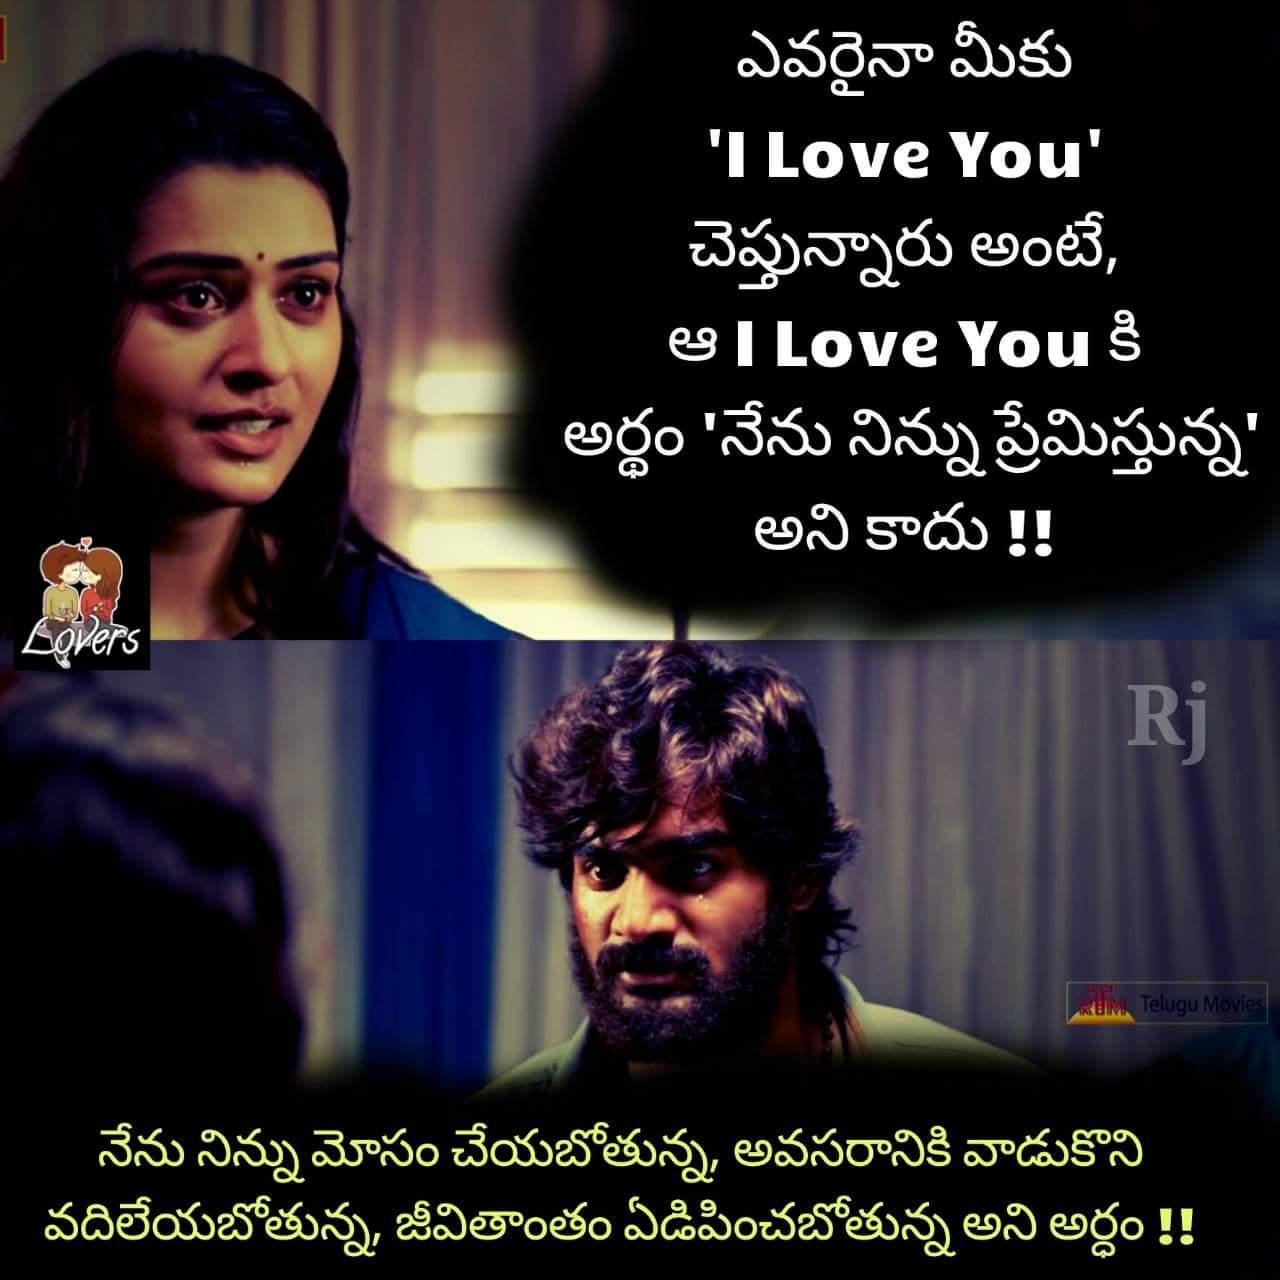 ఎవరైనా మీకు
'I Love You'
చెప్తున్నారు అంటే,
ఆ I Love You కి
అర్థం 'నేను నిన్ను ప్రేమిస్తున్న'
అని కాదు !!
Lovers
Rj
Telugu Movies
నేను నిన్ను మోసం చేయబోతున్న, అవసరానికి వాడుకొని
వదిలేయబోతున్న, జీవితాంతం ఏడిపించబోతున్న అని అర్ధం !!